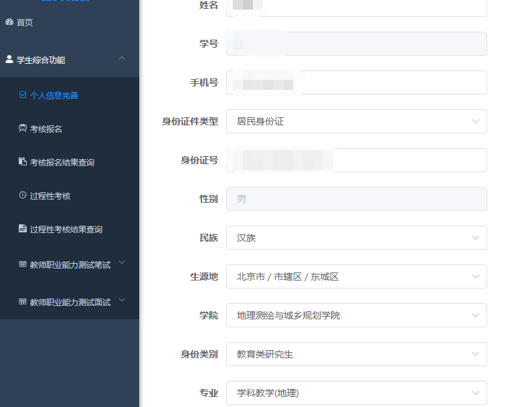 首页
学生综合功能
个人信息完善
考核报名
考核报名结果查询
过程性考核
过程性考核结果查询
教师职业能力测试笔试
教师职业能力测试面试
姓名
学号
手机号
身份证件类型 居民身份证
身份证号
性别 男
民族 汉族
生源地 北京市 / 市辖区 / 东城区
学院 地理测绘与城乡规划学院
身份类别 教育类研究生
专业 学科教学(地理)